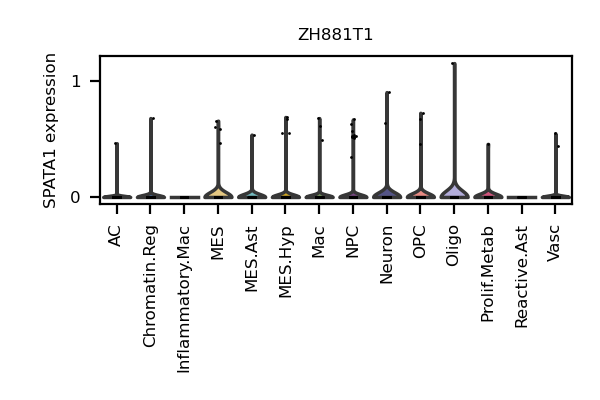 ZH881T1
SPATA1 expression
1
0
AC
Chromatin.Reg
Inflammatory.Mac
MES
MES.Ast
MES.Hyp
Mac
NPC
Neuron
OPC
Oligo
Prolif.Metab
Reactive.Ast
Vasc